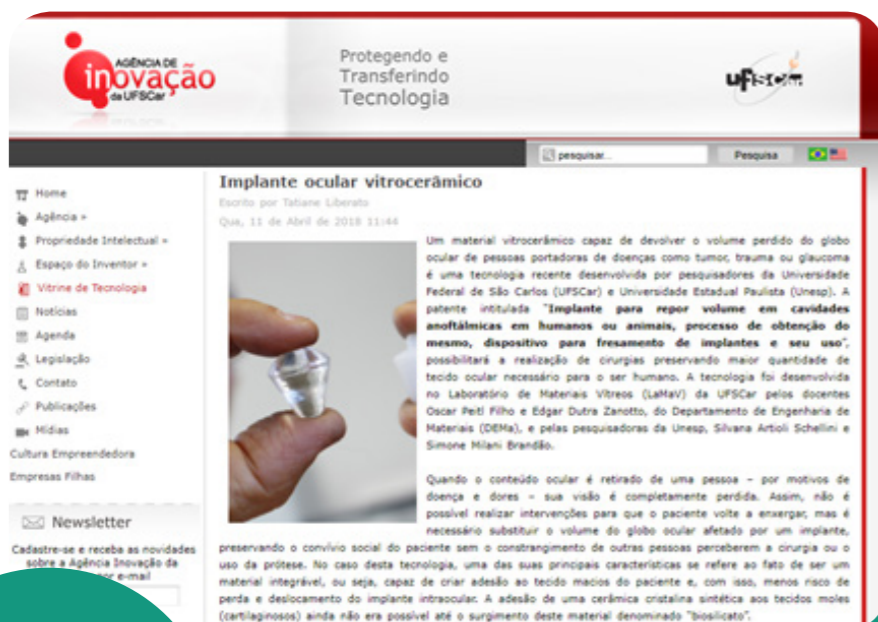 AGÊNCIA DE
inovação
da UFSCar
Protegendo e
Transferindo
Tecnologia
ufscar
pesquisar...
Pesquisa
Home
Agência »
Propriedade Intelectual »
Espaço do Inventor »
Vitrine de Tecnologia
Notícias
Agenda
Legislação
Contato
Publicações
Mídias
Cultura Empreendedora
Empresas Filhas
Newsletter
Cadastre-se e receba as novidades
sobre a Agência Inovação da
por e-mail
Implante ocular vitrocerâmico
Escrito por Tatiane Liberato
Qua, 11 de Abril de 2018 11:44
Um material vitrocerâmico capaz de devolver o volume perdido do globo
ocular de pessoas portadoras de doenças como tumor, trauma ou glaucoma
é uma tecnologia recente desenvolvida por pesquisadores da Universidade
Federal de São Carlos (UFSCar) e Universidade Estadual Paulista (Unesp). A
patente intitulada "Implante para repor volume em cavidades
anoftálmicas em humanos ou animais, processo de obtenção do
mesmo, dispositivo para fresamento de implantes e seu uso",
possibilitará a realização de cirurgias preservando maior quantidade de
tecido ocular necessário para o ser humano. A tecnologia foi desenvolvida
no Laboratório de Materiais Vítreos (LaMaV) da UFSCar pelos docentes
Oscar Peitl Filho e Edgar Dutra Zanotto, do Departamento de Engenharia de
Materiais (DEMa), e pelas pesquisadoras da Unesp, Silvana Artioli Schellini e
Simone Milani Brandão.
Quando o conteúdo ocular é retirado de uma pessoa – por motivos de
doença e dores – sua visão é completamente perdida. Assim, não é
possível realizar intervenções para que o paciente volte a enxergar, mas é
necessário substituir o volume do globo ocular afetado por um implante,
preservando o convívio social do paciente sem o constrangimento de outras pessoas perceberem a cirurgia ou o
uso da prótese. No caso desta tecnologia, uma das suas principais características se refere ao fato de ser um
material integrável, ou seja, capaz de criar adesão ao tecido macios do paciente e, com isso, menos risco de
perda e deslocamento do implante intraocular. A adesão de uma cerâmica cristalina sintética aos tecidos moles
(cartilaginosos) ainda não era possível até o surgimento deste material denominado "biosilicato".